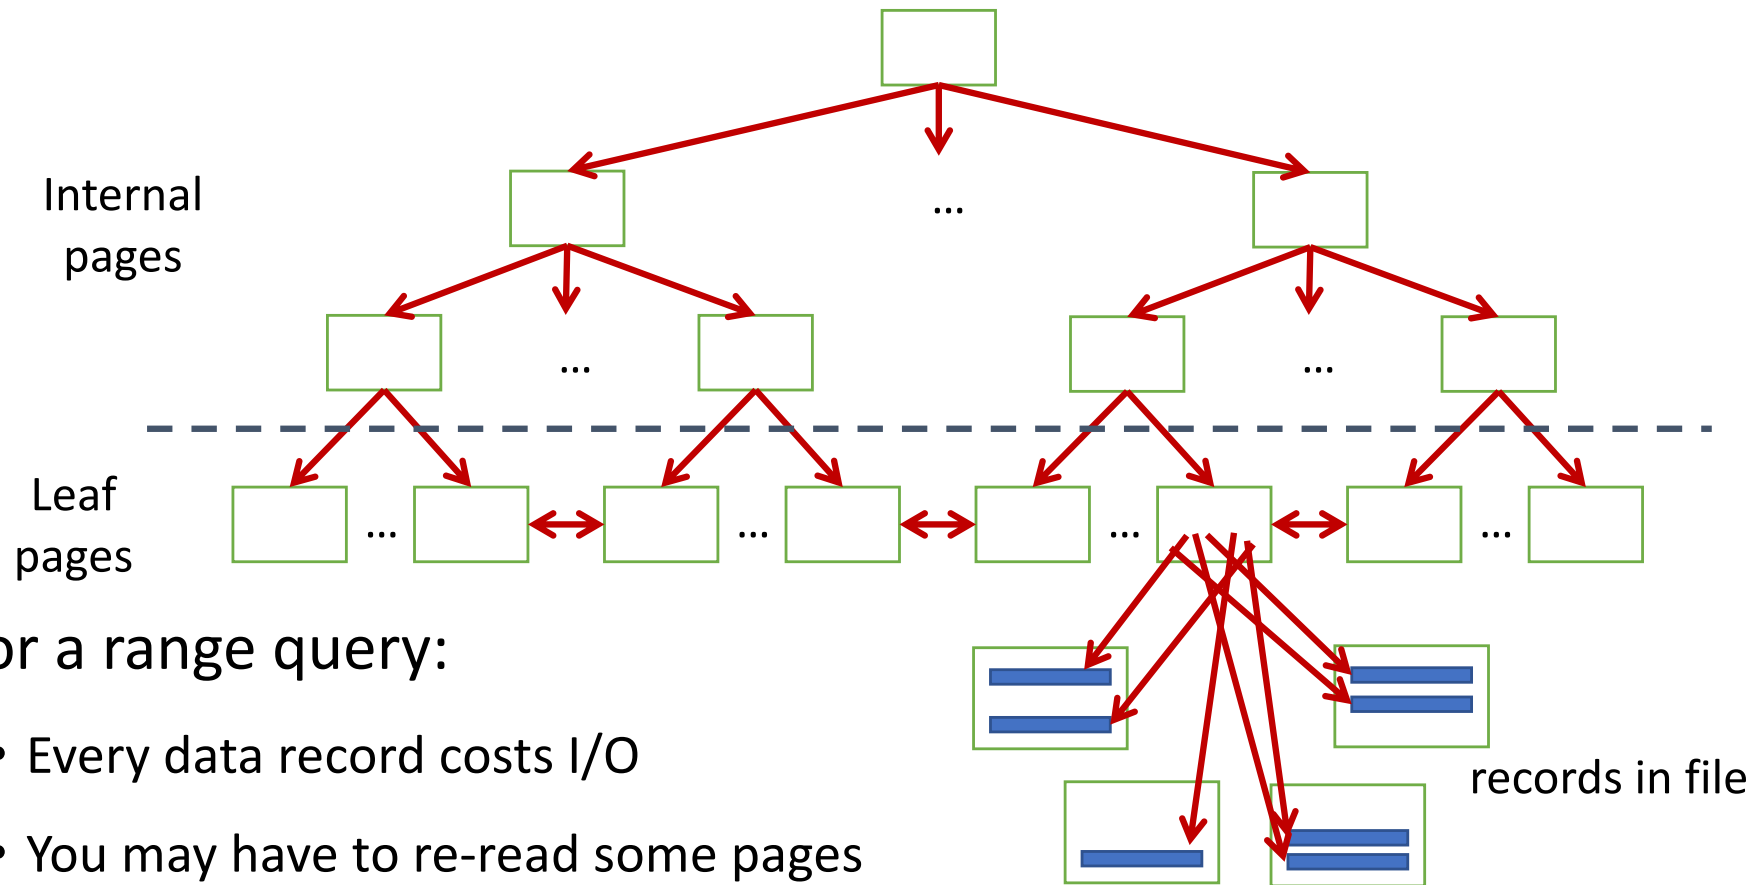 ...
Internal
pages
... ...
Leaf
pages
... ... ... ...
or a range query:
• Every data record costs I/O
records in file
• You may have to re-read some pages